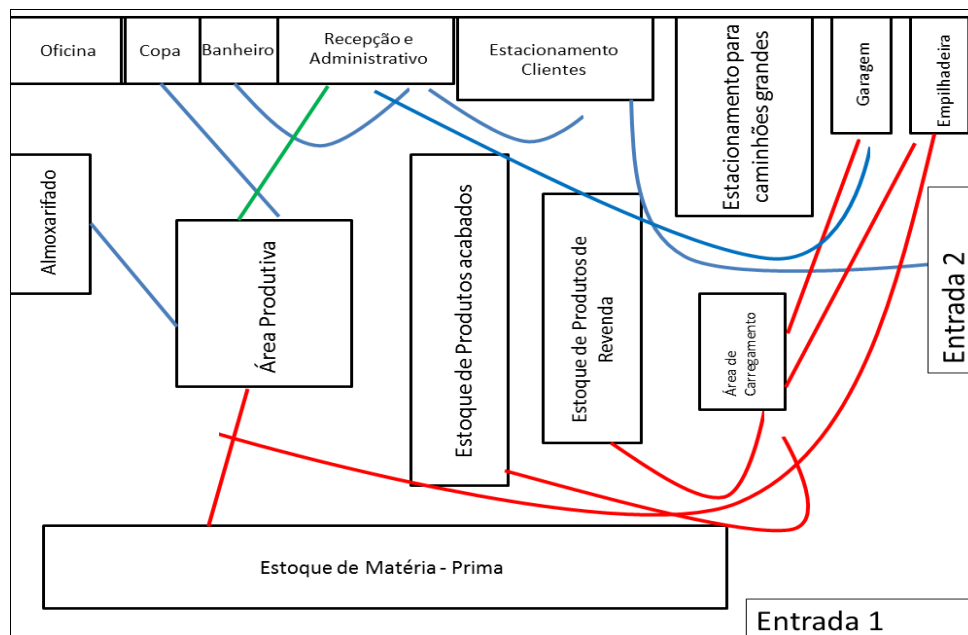 Oficina
Copa
Banheiro
Recepção e
Administrativo
Estacionamento
Clientes
Estacionamento para
caminhões grandes
Garagem
Empilhadeira
Almoxarifado
Área Produtiva
Estoque de Produtos acabados
Estoque de Produtos de
Revenda
Área de
Carregamento
Entrada 2
Estoque de Matéria - Prima
Entrada 1